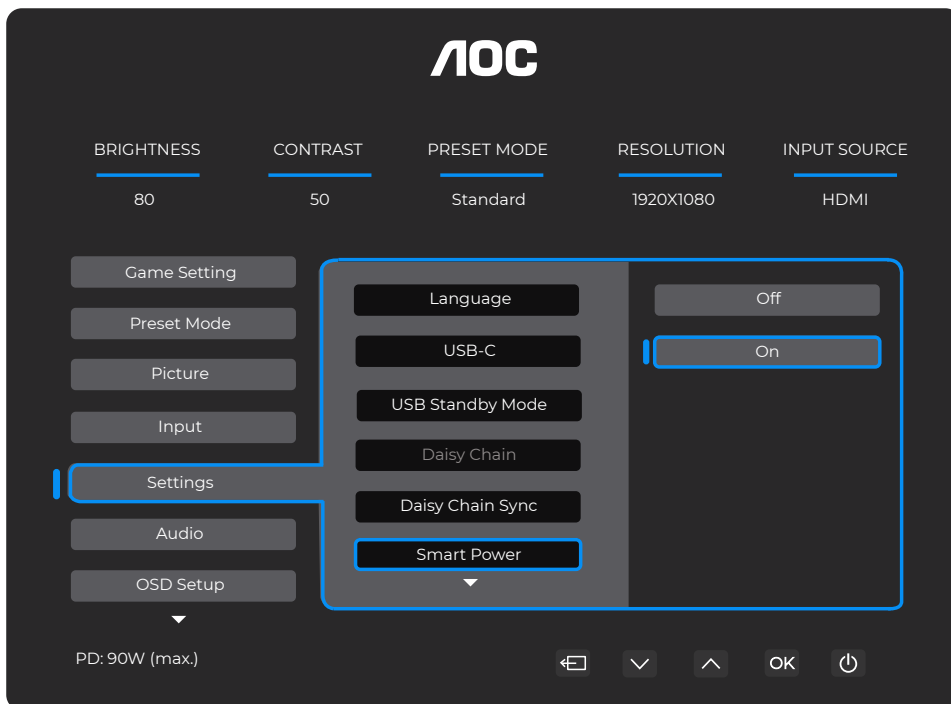 AOC
BRIGHTNESS CONTRAST PRESET MODE RESOLUTION INPUT SOURCE
80 50 Standard 1920X1080 HDMI
Game Setting
Preset Mode
Picture
Input
Settings
Audio
OSD Setup
Language
USB-C
USB Standby Mode
Daisy Chain
Daisy Chain Sync
Smart Power
Off
On
PD: 90W (max.)
OK